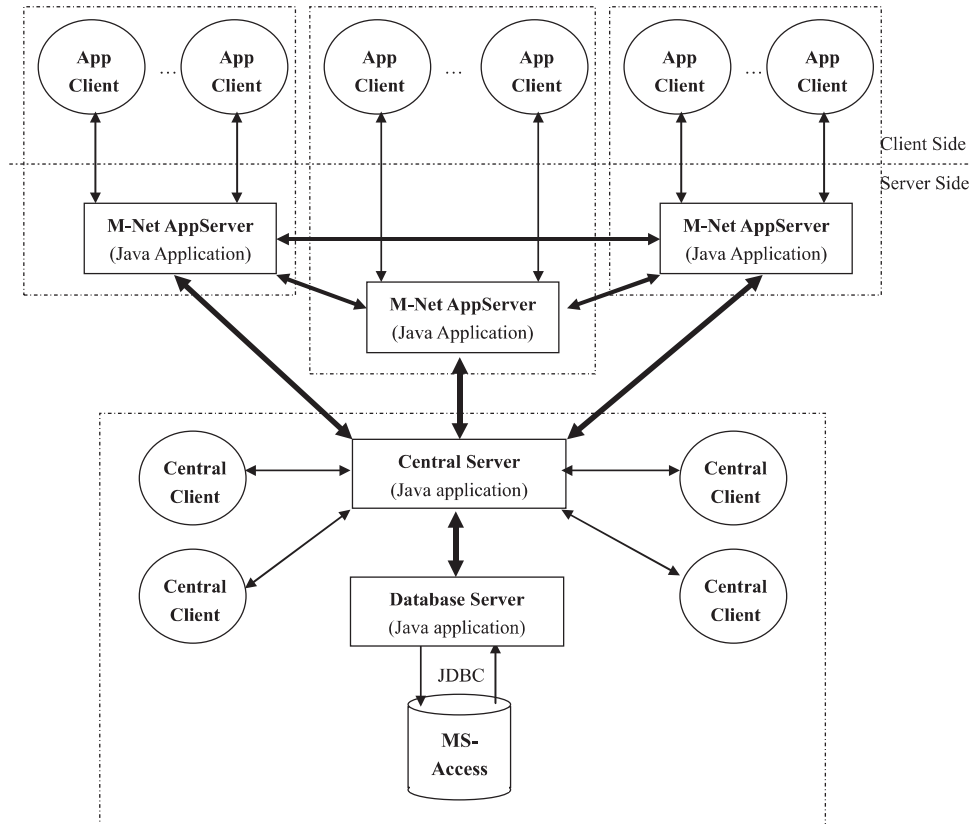 App Client
...
App Client
App Client
...
App Client
App Client
...
App Client
Client Side
Server Side
M-Net AppServer
(Java Application)
M-Net AppServer
(Java Application)
M-Net AppServer
(Java Application)
Central Client
Central Server
(Java application)
Central Client
Central Client
Database Server
(Java application)
Central Client
JDBC
MS-
Access